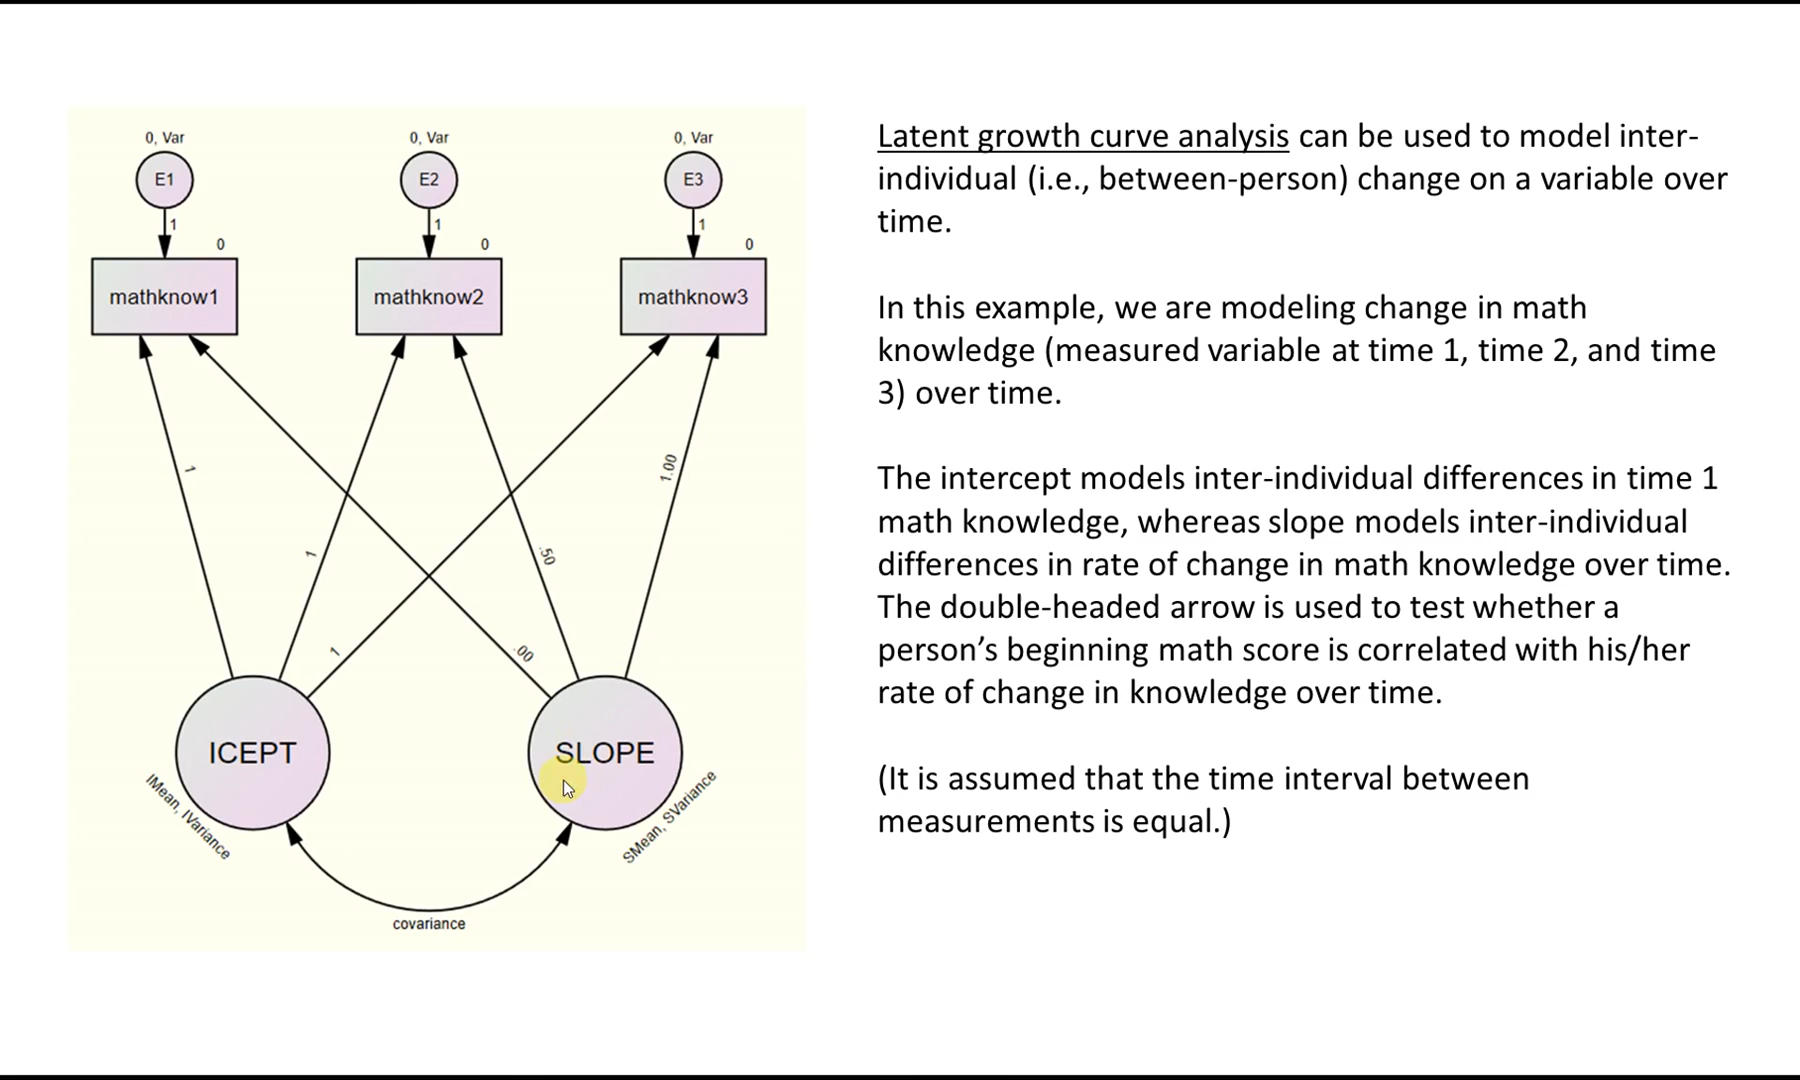 0, Var 0, Var 0, Var
E1 E2 E3
1 0 1 0 1 0
mathknow1 mathknow2 mathknow3
1 1 1 .00 .50 1.00
ICEPT SLOPE
IMean, IVariance SMean, SVariance
covariance
Latent growth curve analysis can be used to model inter-
individual (i.e., between-person) change on a variable over
time.
In this example, we are modeling change in math
knowledge (measured variable at time 1, time 2, and time
3) over time.
The intercept models inter-individual differences in time 1
math knowledge, whereas slope models inter-individual
differences in rate of change in math knowledge over time.
The double-headed arrow is used to test whether a
person’s beginning math score is correlated with his/her
rate of change in knowledge over time.
(It is assumed that the time interval between
measurements is equal.)